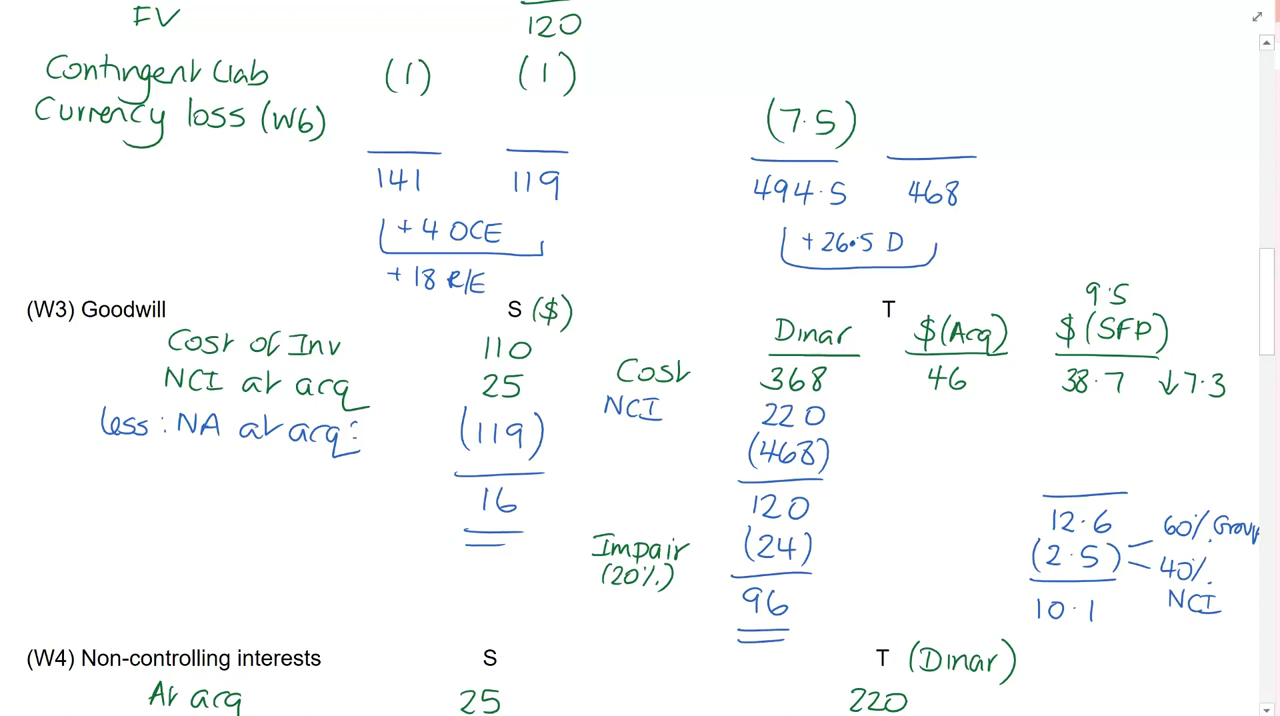 FV 120
Contingent Liab (1) (1)
Currency loss (W6) (7.5)
141 119 494.5 468
+ 4 OCE + 26.5 D
+ 18 R/E
9.5
(W3) Goodwill S ($) T Dinar $(Acq) $(SFP)
Cost of Inv 110 Cost 368 46 38.7 ↓7.3
NCI at acq 25 NCI 220
less: NA at acq: (119) (468)
16 120 12.6 60% Group
Impair (20%) (24) (2.5) 40% NCI
96 10.1
(W4) Non-controlling interests S T (Dinar)
At acq 25 220